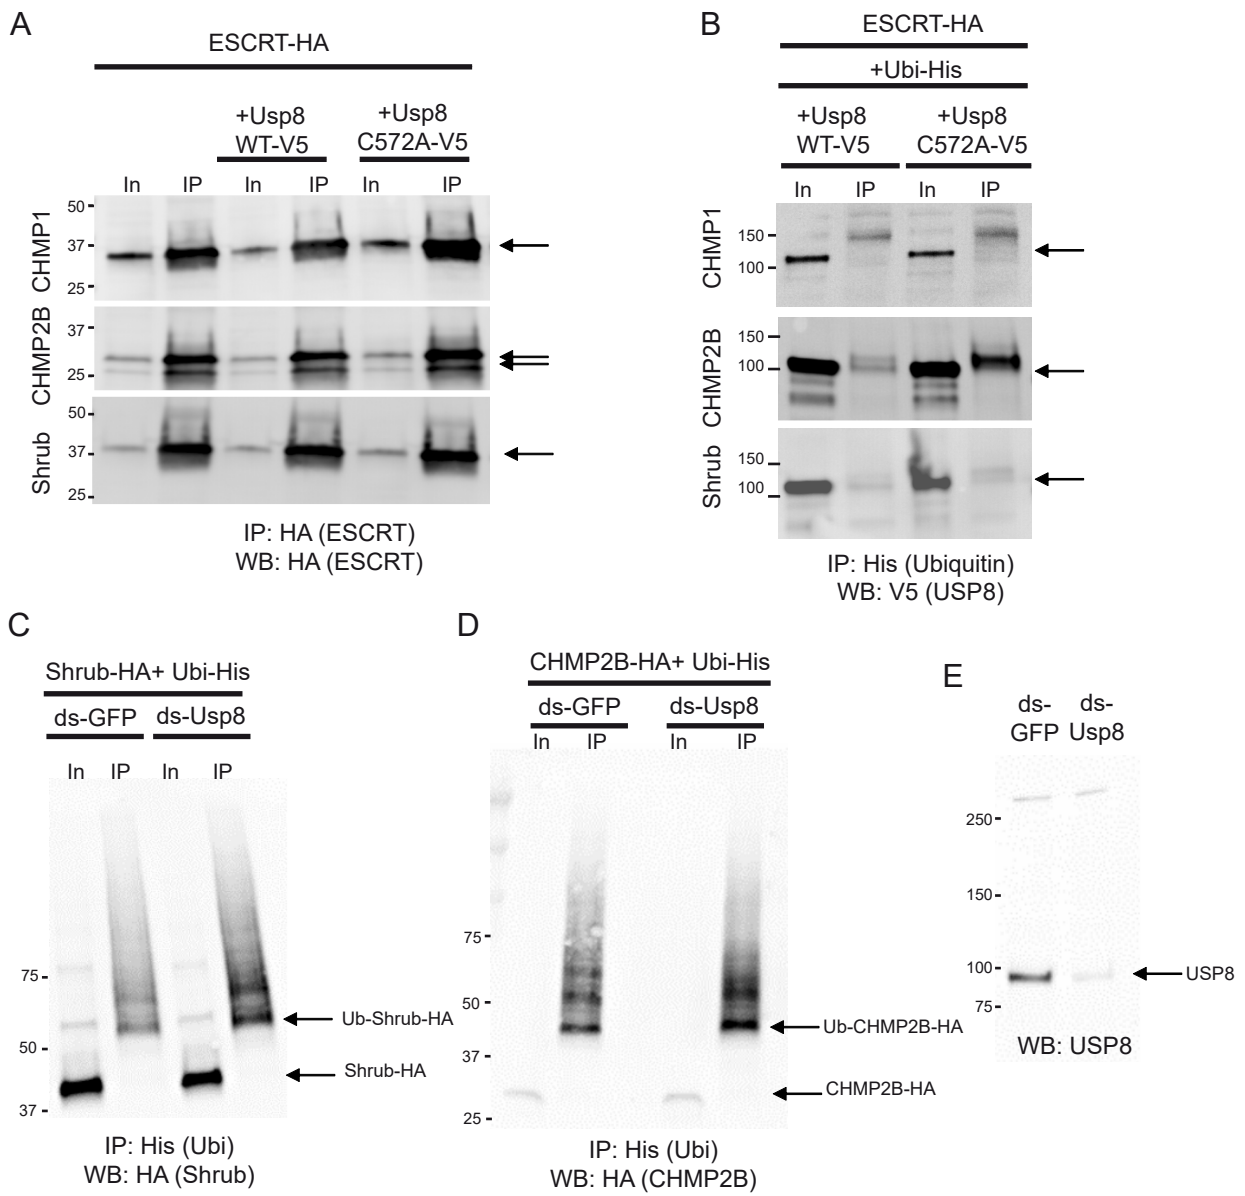 A
ESCRT-HA
+Usp8
WT-V5
+Usp8
C572A-V5
In IP In IP In IP
CHMP1
50
37
25
CHMP2B
37
25
Shrub
50
37
25
IP: HA (ESCRT)
WB: HA (ESCRT)
B
ESCRT-HA
+Ubi-His
+Usp8
WT-V5
+Usp8
C572A-V5
In IP In IP
CHMP1
150
100
CHMP2B
150
100
Shrub
150
100
IP: His (Ubiquitin)
WB: V5 (USP8)
C
Shrub-HA+ Ubi-His
ds-GFP ds-Usp8
In IP In IP
75
50
37
Ub-Shrub-HA
Shrub-HA
IP: His (Ubi)
WB: HA (Shrub)
D
CHMP2B-HA+ Ubi-His
ds-GFP ds-Usp8
In IP In IP
75
50
37
25
Ub-CHMP2B-HA
CHMP2B-HA
IP: His (Ubi)
WB: HA (CHMP2B)
E
ds-
GFP
ds-
Usp8
250
150
100
75
USP8
WB: USP8